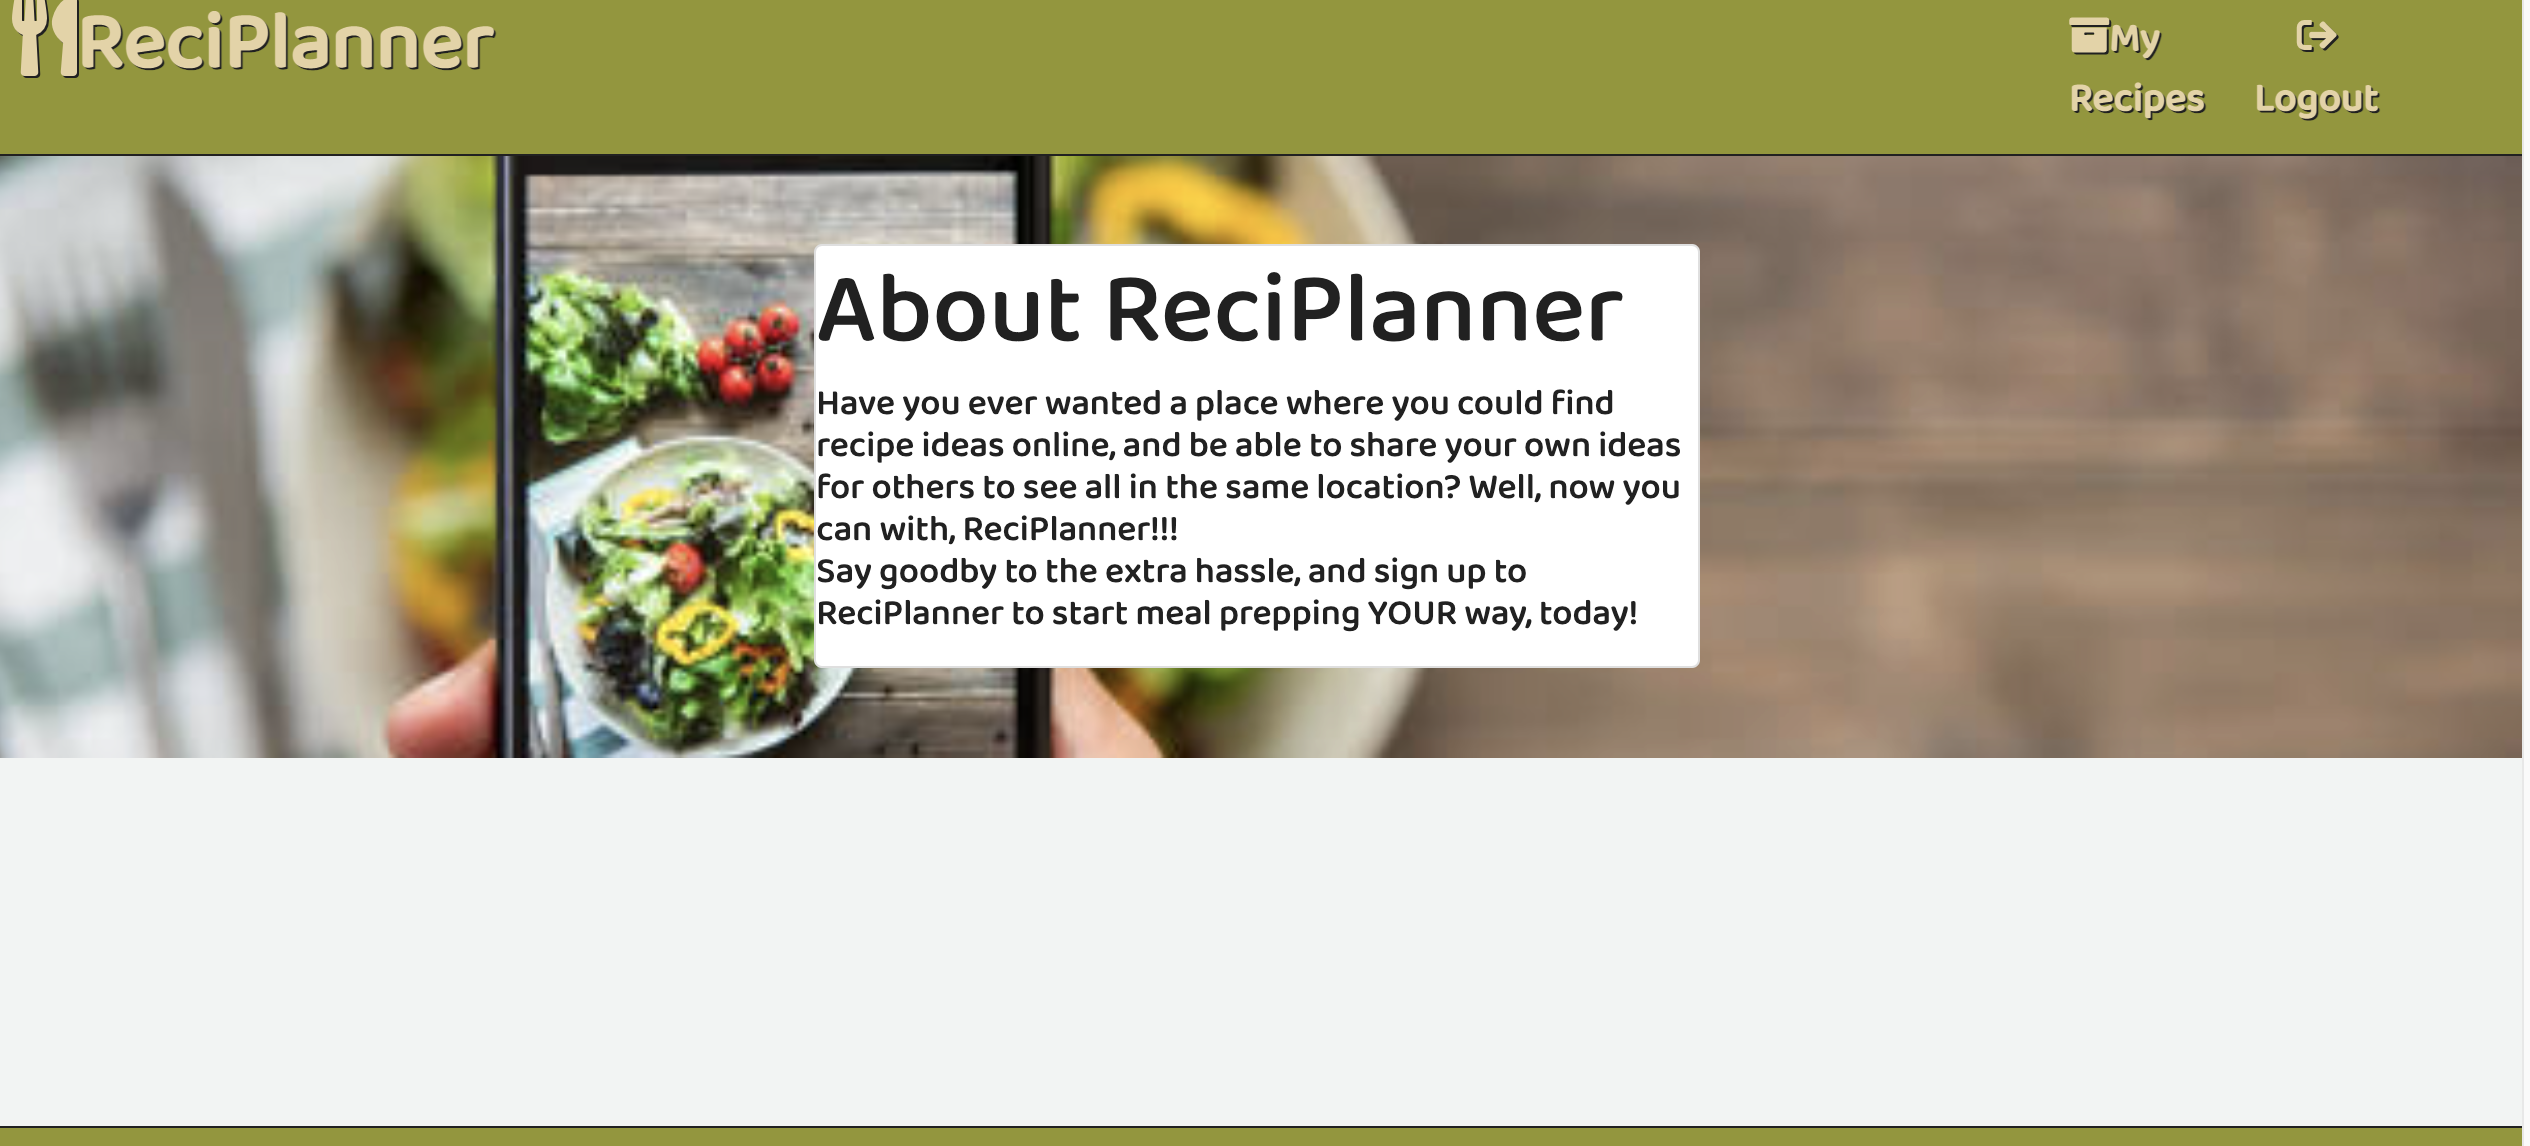 ReciPlanner
My
Recipes
Logout
About ReciPlanner
Have you ever wanted a place where you could find
recipe ideas online, and be able to share your own ideas
for others to see all in the same location? Well, now you
can with, ReciPlanner!!!
Say goodby to the extra hassle, and sign up to
ReciPlanner to start meal prepping YOUR way, today!